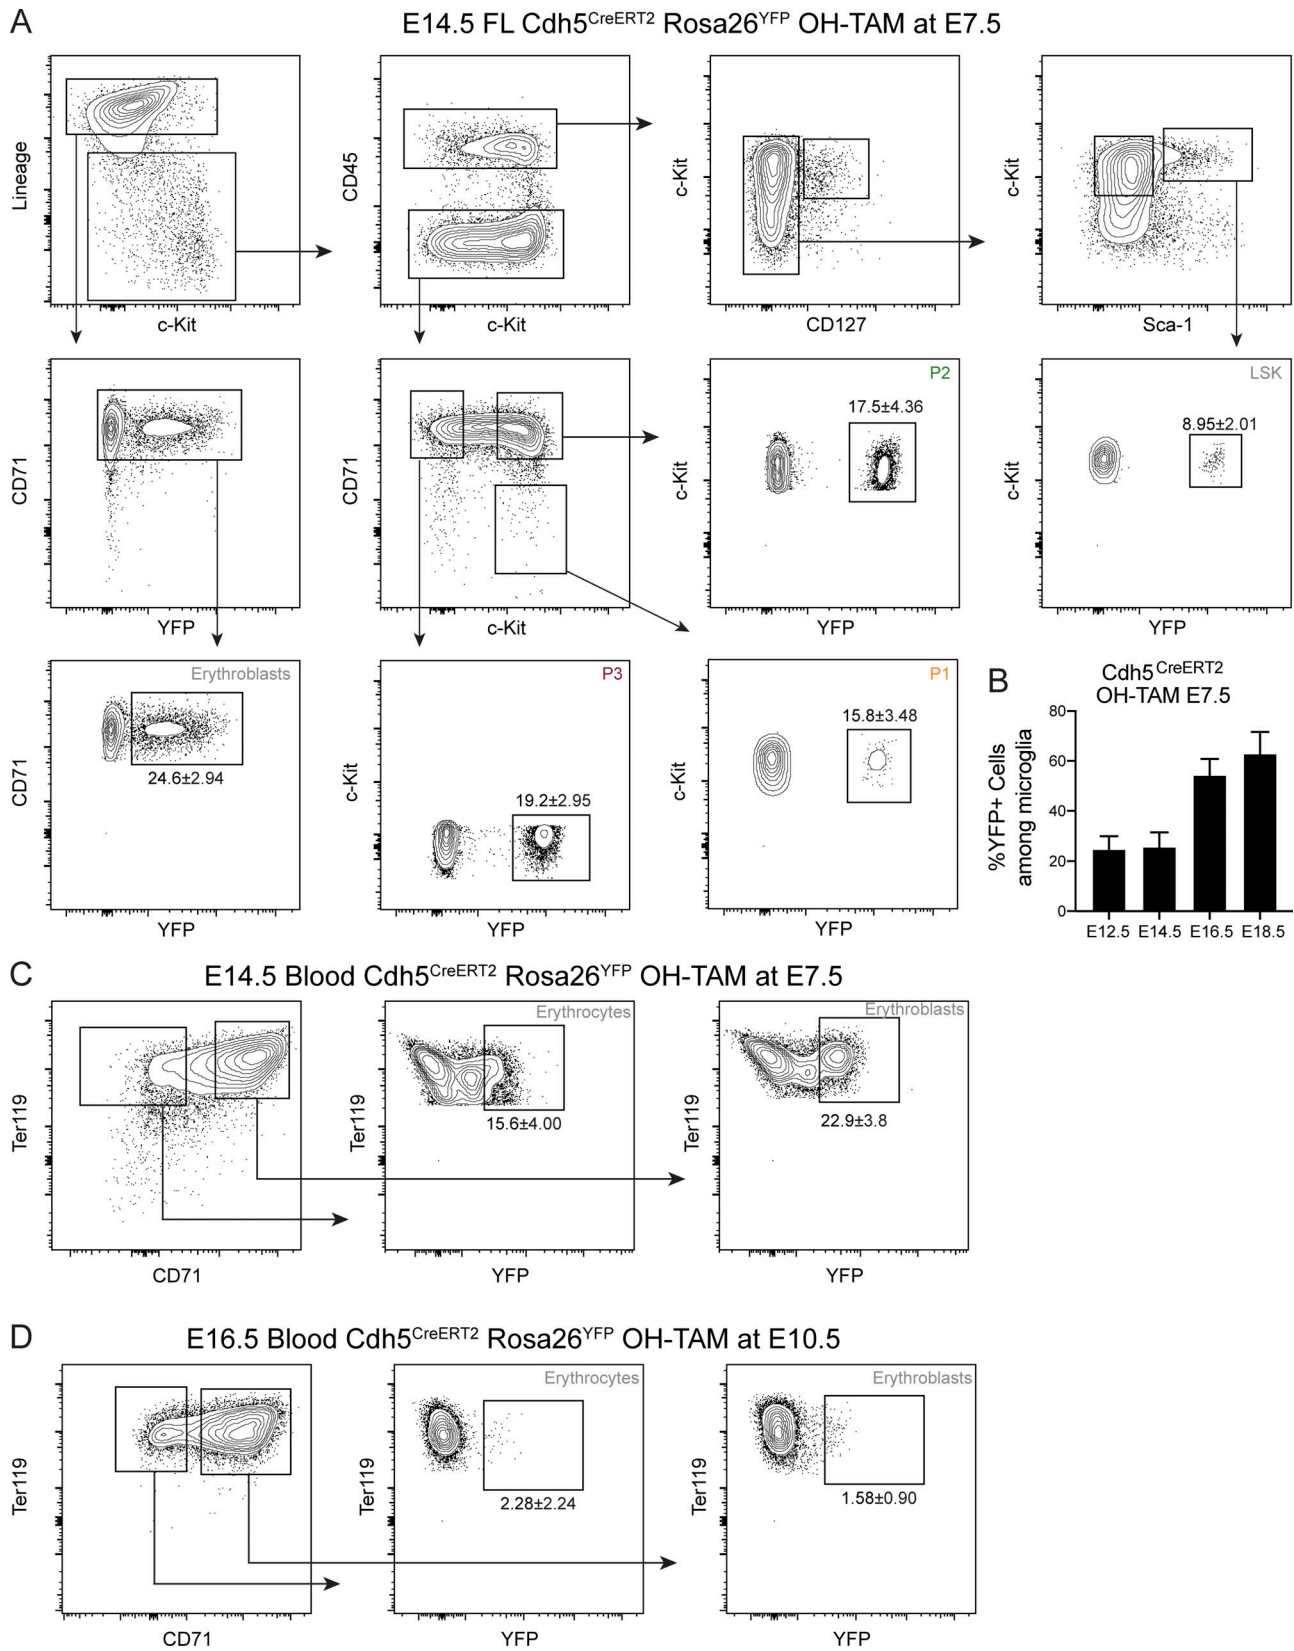 A
E14.5 FL Cdh5CreERT2 Rosa26YFP OH-TAM at E7.5
Lineage
c-Kit
CD45
c-Kit
c-Kit
CD127
c-Kit
Sca-1
CD71
YFP
CD71
c-Kit
P2
17.5±4.36
c-Kit
YFP
LSK
8.95±2.01
c-Kit
YFP
Erythroblasts
24.6±2.94
CD71
YFP
P3
19.2±2.95
c-Kit
YFP
P1
15.8±3.48
c-Kit
YFP
B
Cdh5CreERT2
OH-TAM E7.5
%YFP+ Cells
among microglia
80
60
40
20
0
E12.5 E14.5 E16.5 E18.5
C
E14.5 Blood Cdh5CreERT2 Rosa26YFP OH-TAM at E7.5
Ter119
CD71
Erythrocytes
15.6±4.00
Ter119
YFP
Erythroblasts
22.9±3.8
Ter119
YFP
D
E16.5 Blood Cdh5CreERT2 Rosa26YFP OH-TAM at E10.5
Ter119
CD71
Erythrocytes
2.28±2.24
Ter119
YFP
Erythroblasts
1.58±0.90
Ter119
YFP